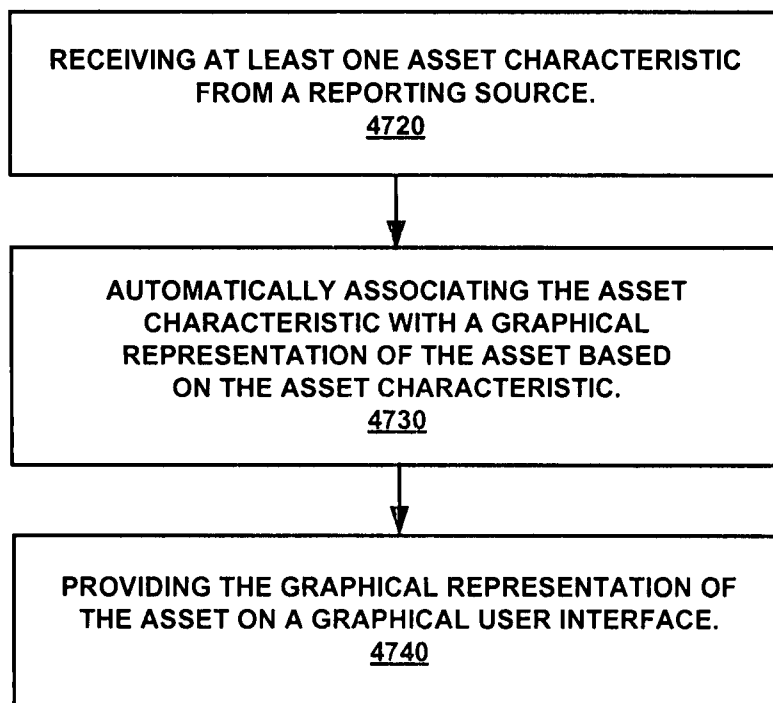 RECEIVING AT LEAST ONE ASSET CHARACTERISTIC
FROM A REPORTING SOURCE.
4720
AUTOMATICALLY ASSOCIATING THE ASSET
CHARACTERISTIC WITH A GRAPHICAL
REPRESENTATION OF THE ASSET BASED
ON THE ASSET CHARACTERISTIC.
4730
PROVIDING THE GRAPHICAL REPRESENTATION OF
THE ASSET ON A GRAPHICAL USER INTERFACE.
4740